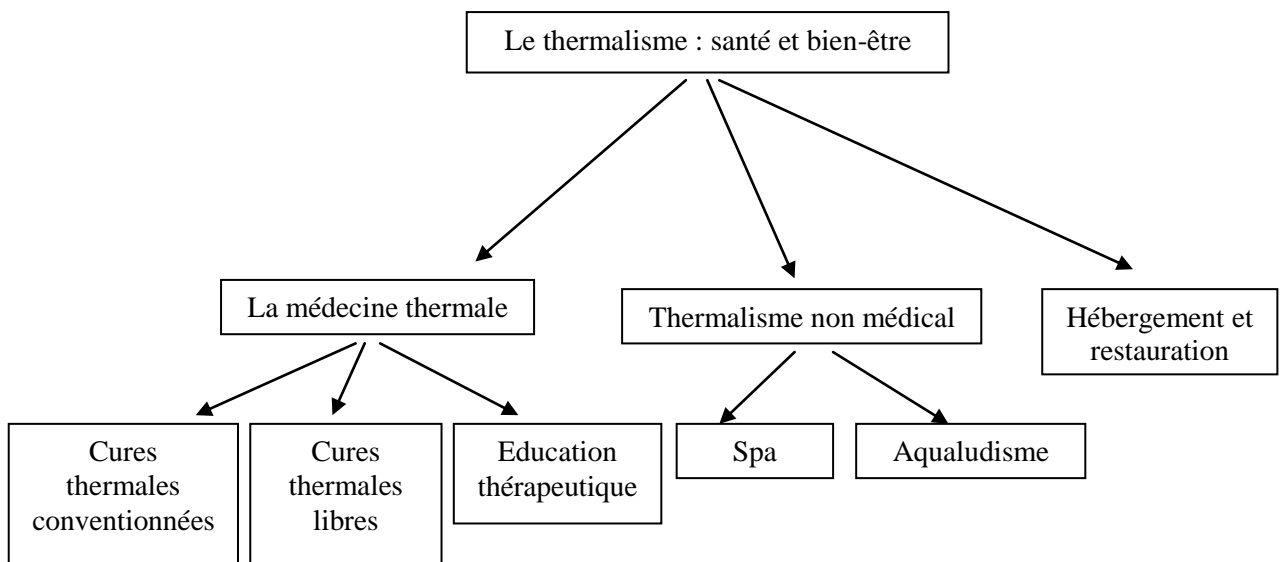 Le thermalisme : santé et bien-être
La médecine thermale
Thermalisme non médical
Hébergement et
restauration
Cures
thermales
conventionnées
Cures
thermales
libres
Education
thérapeutique
Spa
Aqualudisme